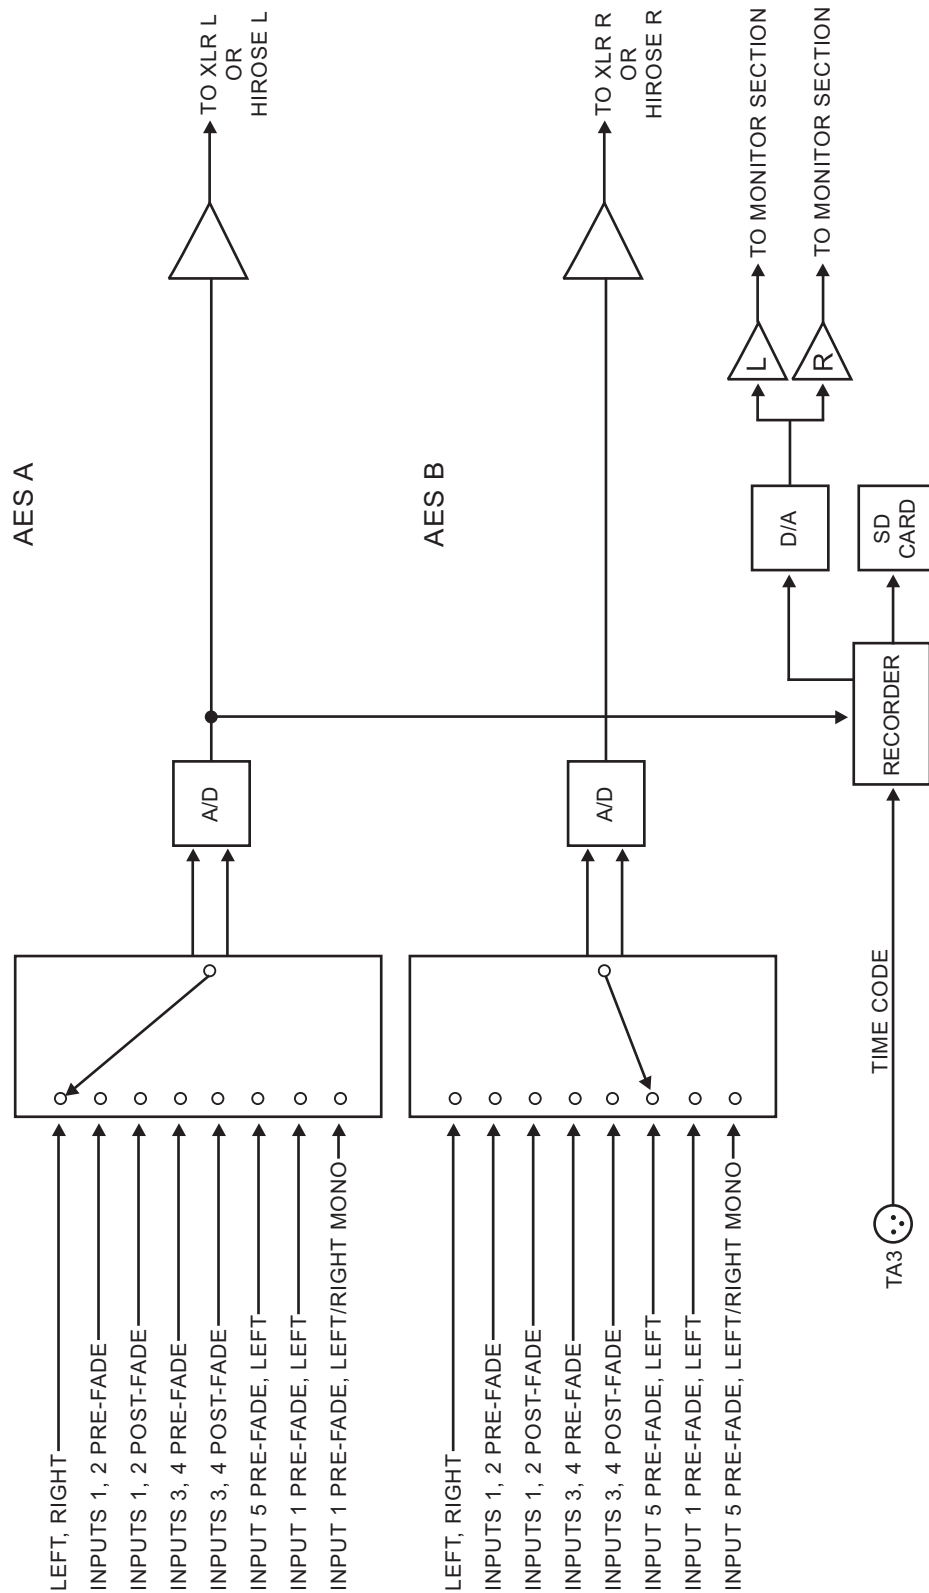 AES A
LEFT, RIGHT
INPUTS 1, 2 PRE-FADE
INPUTS 1, 2 POST-FADE
INPUTS 3, 4 PRE-FADE
INPUTS 3, 4 POST-FADE
INPUT 5 PRE-FADE, LEFT
INPUT 1 PRE-FADE, LEFT
INPUT 1 PRE-FADE, LEFT/RIGHT MONO
A/D
TO XLR L
OR
HIROSE L
AES B
LEFT, RIGHT
INPUTS 1, 2 PRE-FADE
INPUTS 1, 2 POST-FADE
INPUTS 3, 4 PRE-FADE
INPUTS 3, 4 POST-FADE
INPUT 5 PRE-FADE, LEFT
INPUT 1 PRE-FADE, LEFT
INPUT 5 PRE-FADE, LEFT/RIGHT MONO
A/D
TO XLR R
OR
HIROSE R
TA3
TIME CODE
RECORDER
D/A
SD
CARD
L
R
TO MONITOR SECTION
TO MONITOR SECTION